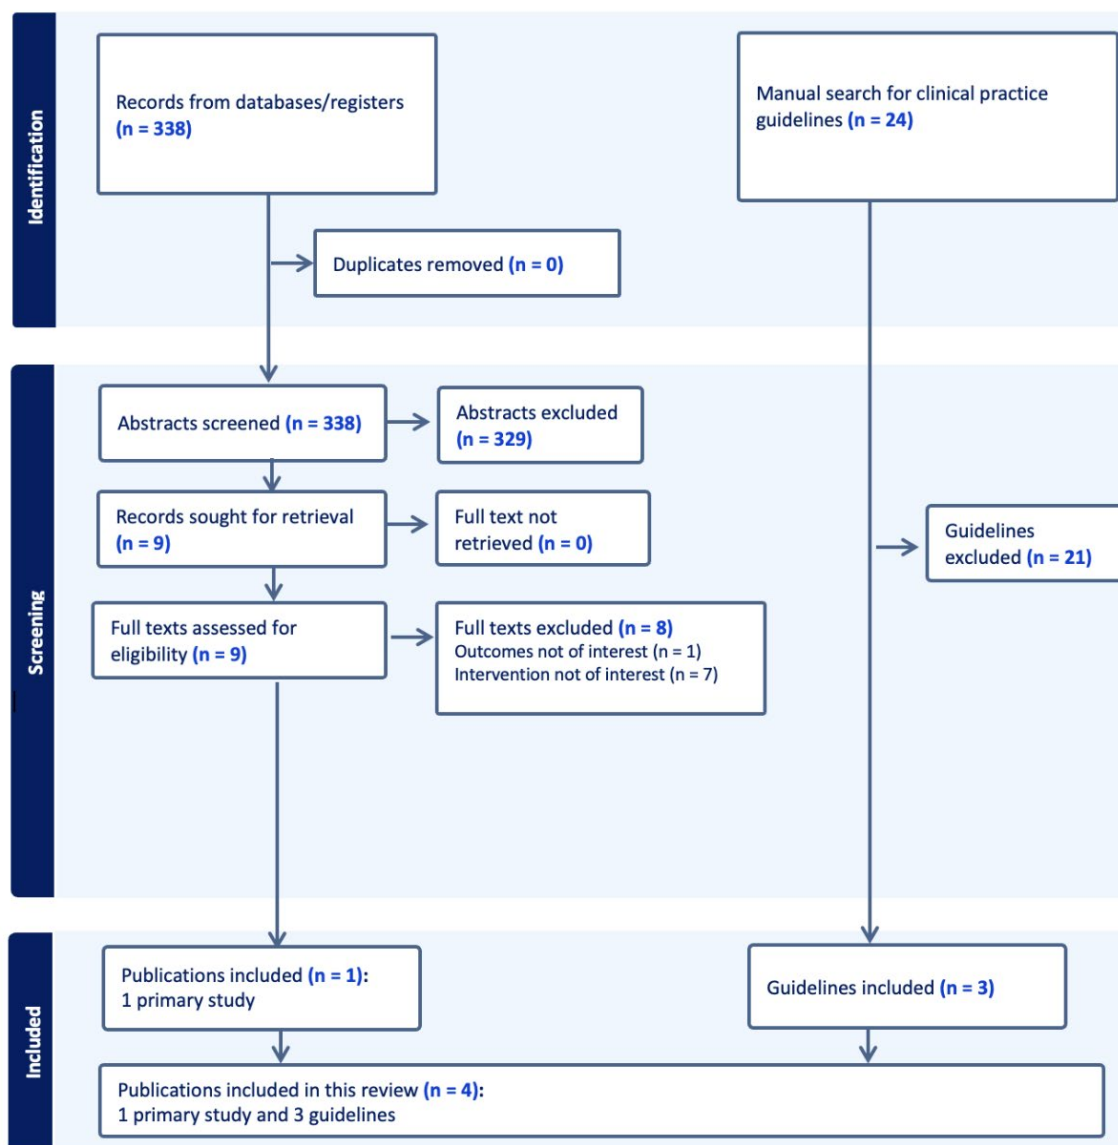 Identification
Records from databases/registers
(n = 338)
Manual search for clinical practice
guidelines (n = 24)
Duplicates removed (n = 0)
Screening
Abstracts screened (n = 338)
Abstracts excluded
(n = 329)
Records sought for retrieval
(n = 9)
Full text not
retrieved (n = 0)
Guidelines
excluded (n = 21)
Full texts assessed for
eligibility (n = 9)
Full texts excluded (n = 8)
Outcomes not of interest (n = 1)
Intervention not of interest (n = 7)
Included
Publications included (n = 1):
1 primary study
Guidelines included (n = 3)
Publications included in this review (n = 4):
1 primary study and 3 guidelines